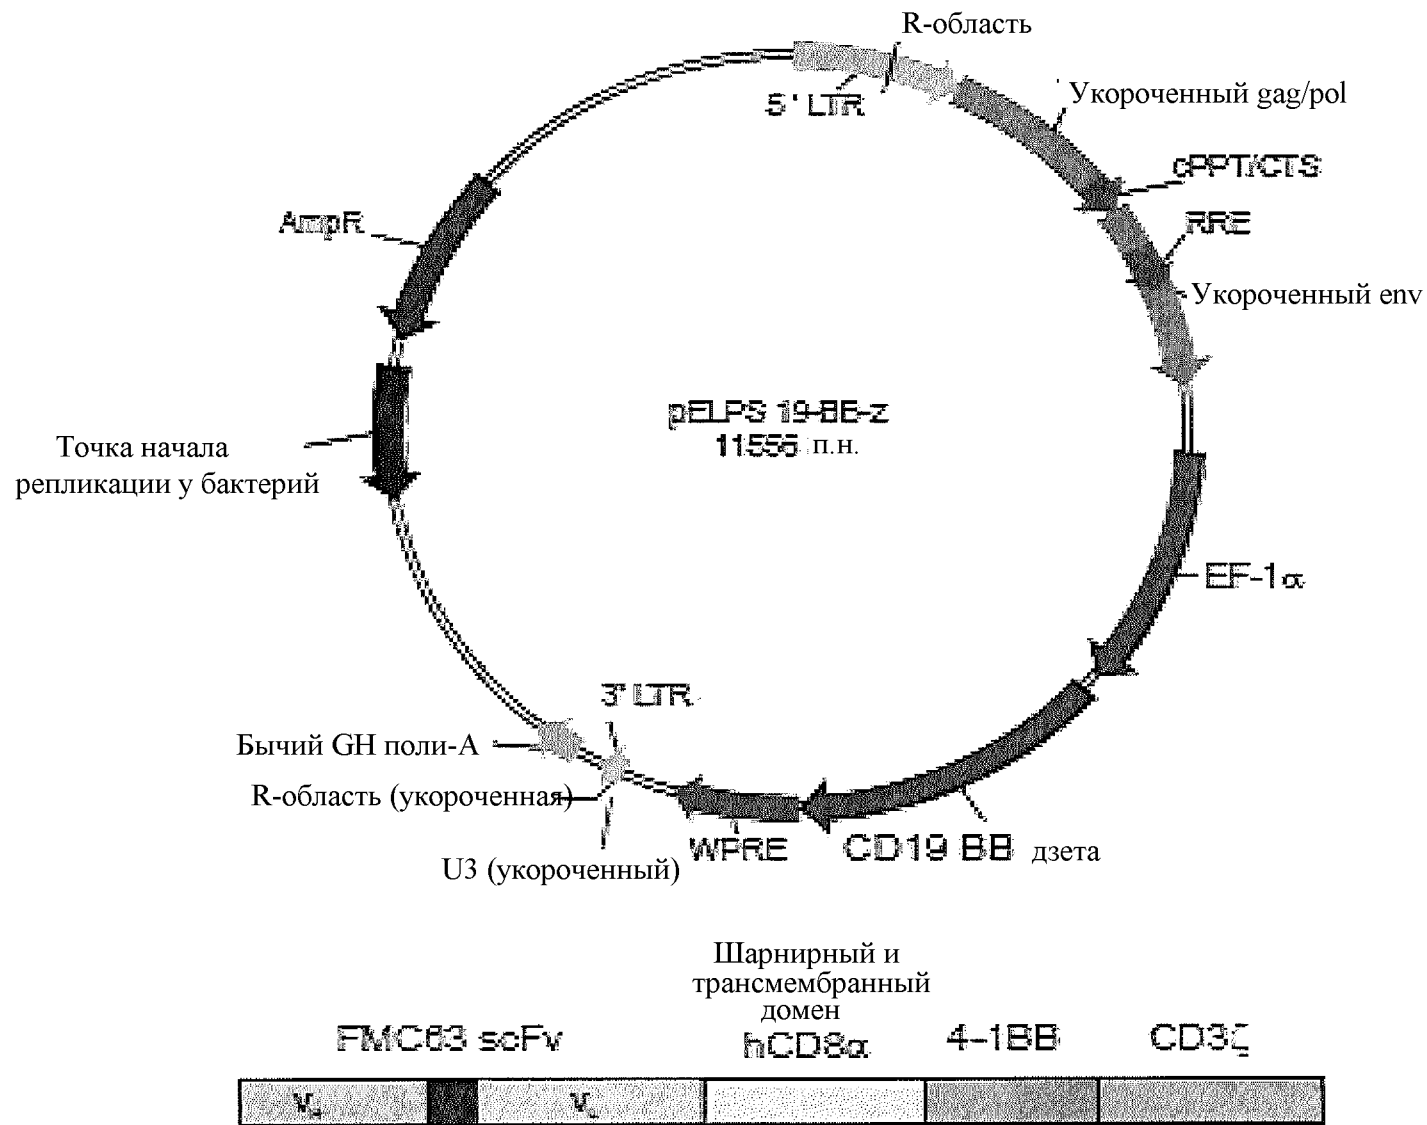 R-область
5' LTR
Укороченный gag/pol
cPPT/CTS
AmpR
RRE
Укороченный env
pELPS 19-BB-z
11556 п.н.
Точка начала
репликации у бактерий
EF-1α
3' LTR
Бычий GH поли-А
R-область (укороченная)
WPRE
CD19 BB дзета
U3 (укороченный)
Шарнирный и
трансмембранный
домен
FMC63 scFv
hCD8α
4-1BB
CD3ζ